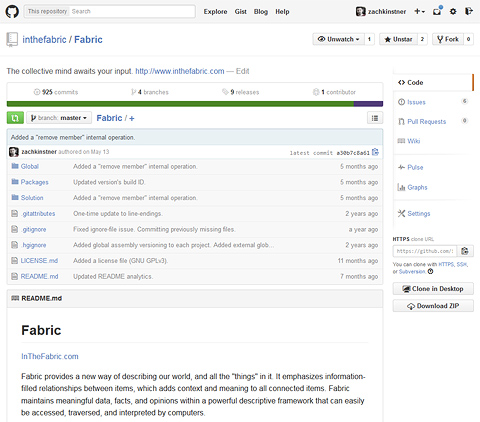 This repository Search Explore Gist Blog Help zachkinstner
inthefabric / Fabric Unwatch 1 Unstar 2 Fork 0
The collective mind awaits your input. http://www.inthefabric.com — Edit
925 commits 4 branches 9 releases 1 contributor
branch: master Fabric / +
Added a "remove member" internal operation.
zachkinstner authored on May 13 latest commit a30b7c8a61
Global Added a "remove member" internal operation. 5 months ago
Packages Updated version's build ID. 5 months ago
Solution Added a "remove member" internal operation. 5 months ago
.gitattributes One-time update to line-endings. 2 years ago
.gitignore Fixed ignore-file issue. Committing previously missing files. a year ago
.hgignore Added global assembly versioning to each project. Added external glob... 2 years ago
LICENSE.md Added a license file (GNU GPLv3). 11 months ago
README.md Updated README analytics. 7 months ago
README.md
Fabric
InTheFabric.com
Fabric provides a new way of describing our world, and all the "things" in it. It emphasizes information-
filled relationships between items, which adds context and meaning to all connected items. Fabric
maintains meaningful data, facts, and opinions within a powerful descriptive framework that can easily
be accessed, traversed, and interpreted by computers.
Code
Issues 6
Pull Requests 0
Wiki
Pulse
Graphs
Settings
HTTPS clone URL
https://github.com/
You can clone with HTTPS, SSH,
or Subversion.
Clone in Desktop
Download ZIP